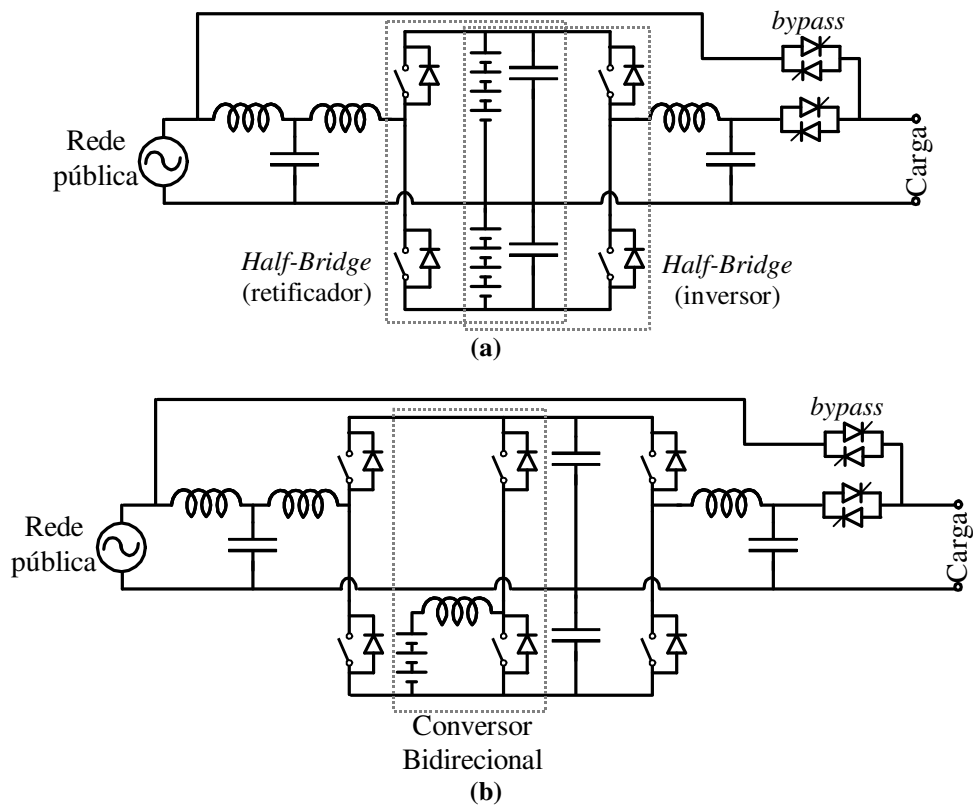 bypass
Rede
pública
Carga
Half-Bridge
(retificador)
Half-Bridge
(inversor)
(a)
bypass
Rede
pública
Carga
Conversor
Bidirecional
(b)